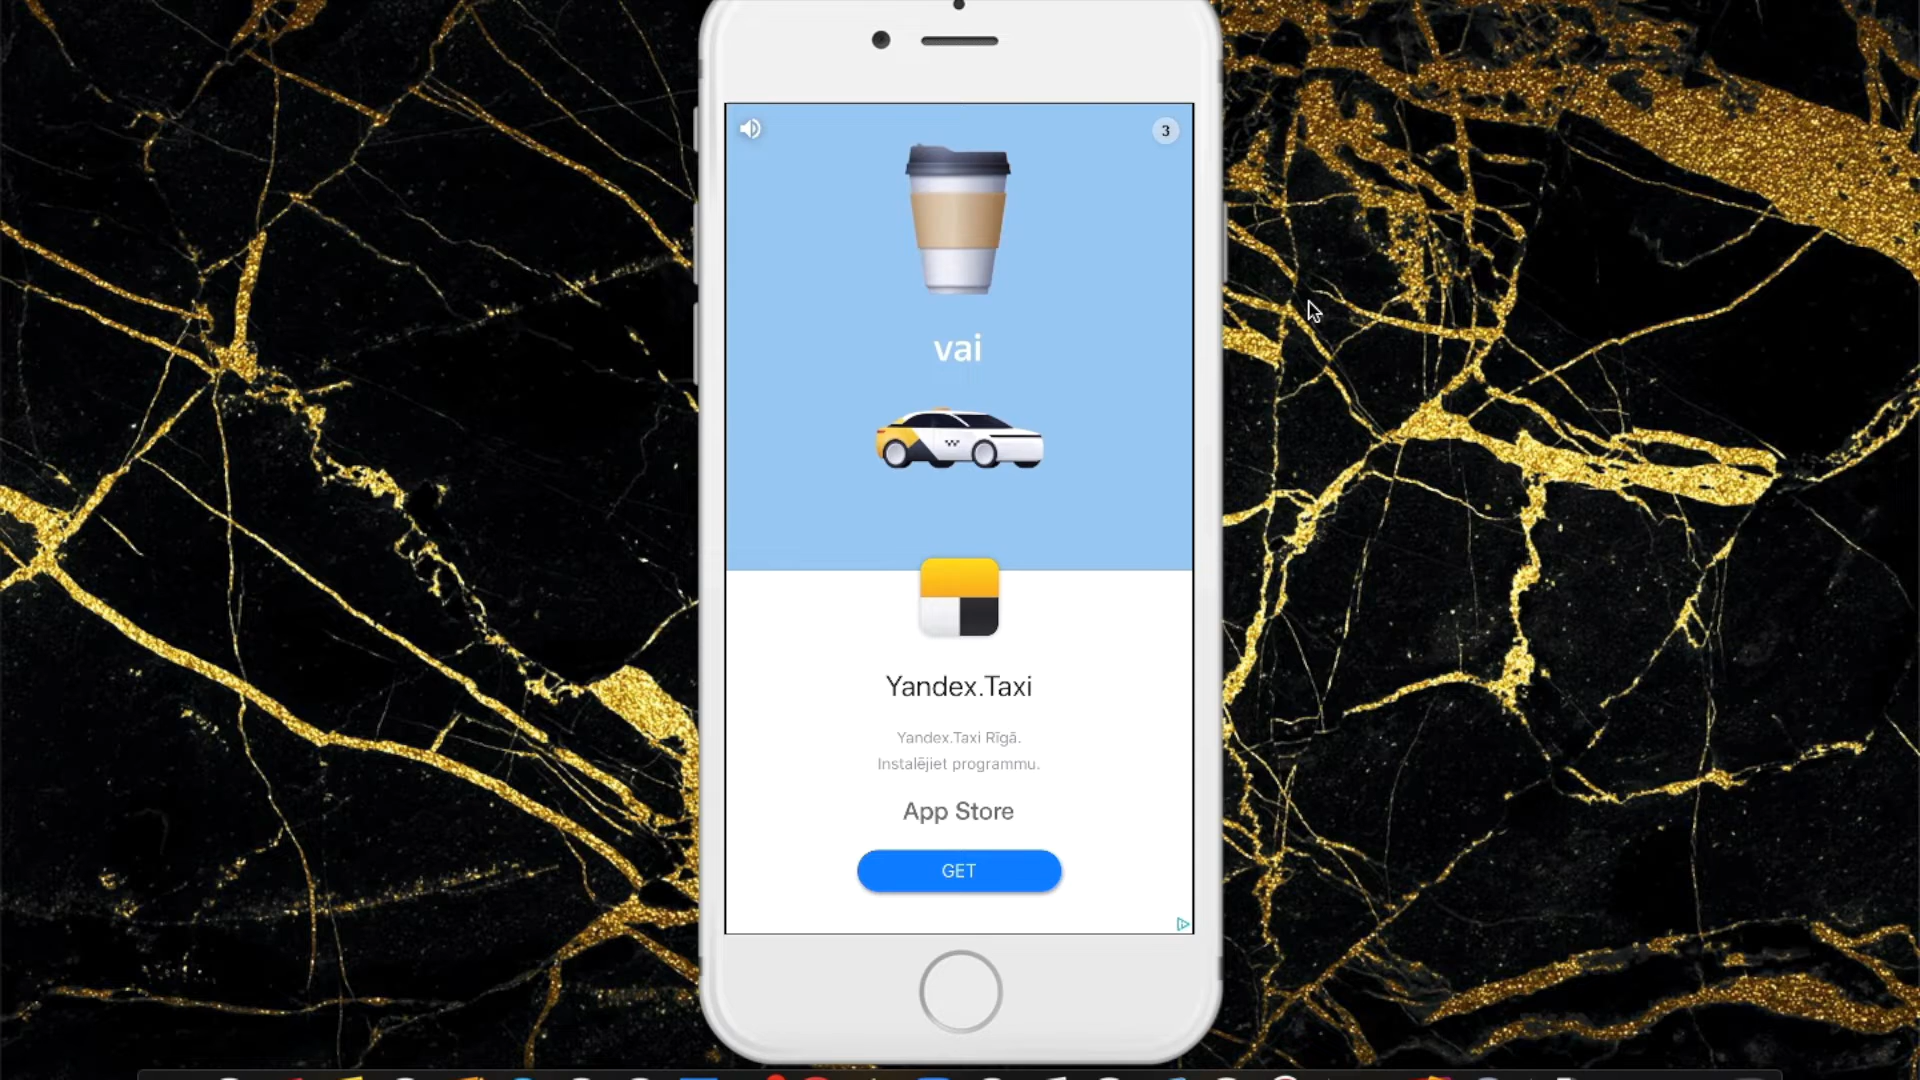 3
vai
Yandex.Taxi
Yandex.Taxi Rīgā.
Instalējiet programmu.
App Store
GET